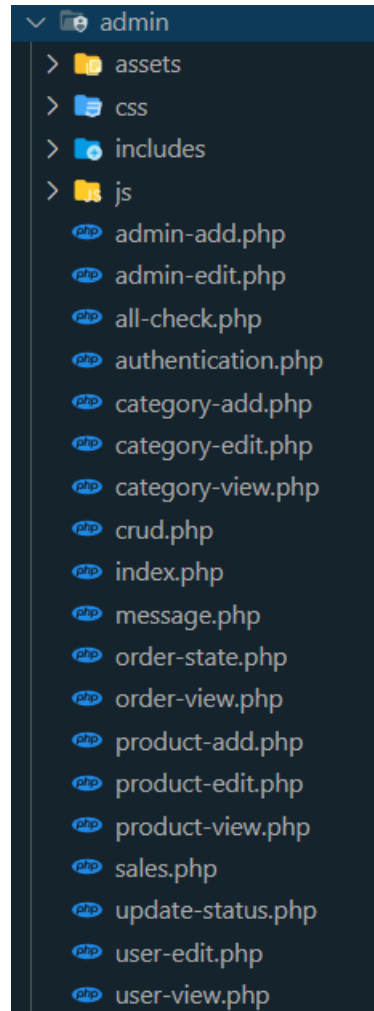 admin
assets
css
includes
js
admin-add.php
admin-edit.php
all-check.php
authentication.php
category-add.php
category-edit.php
category-view.php
crud.php
index.php
message.php
order-state.php
order-view.php
product-add.php
product-edit.php
product-view.php
sales.php
update-status.php
user-edit.php
user-view.php